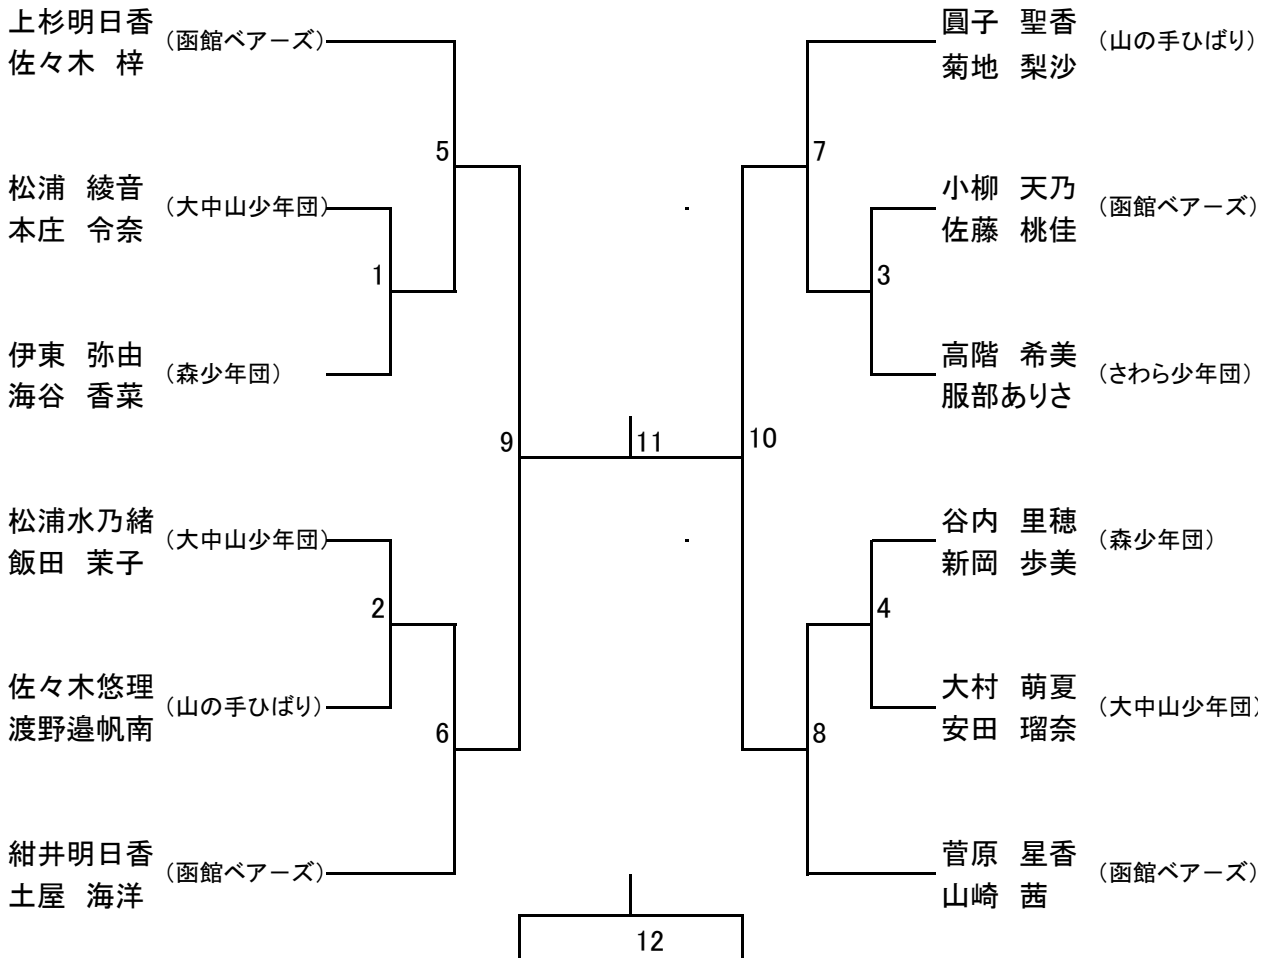 上杉明日香
佐々木 梓
(函館ベアーズ)
5
松浦 綾音
本庄 令奈
(大中山少年団)
1
伊東 弥由
海谷 香菜
(森少年団)
9
松浦水乃緒
飯田 茉子
(大中山少年団)
2
佐々木悠理
渡野邉帆南
(山の手ひばり)
6
紺井明日香
土屋 海洋
(函館ベアーズ)
11
12
圓子 聖香
菊地 梨沙
(山の手ひばり)
7
小柳 天乃
佐藤 桃佳
(函館ベアーズ)
3
高階 希美
服部ありさ
(さわら少年団)
10
谷内 里穂
新岡 歩美
(森少年団)
4
大村 萌夏
安田 瑠奈
(大中山少年団)
8
菅原 星香
山崎 茜
(函館ベアーズ)